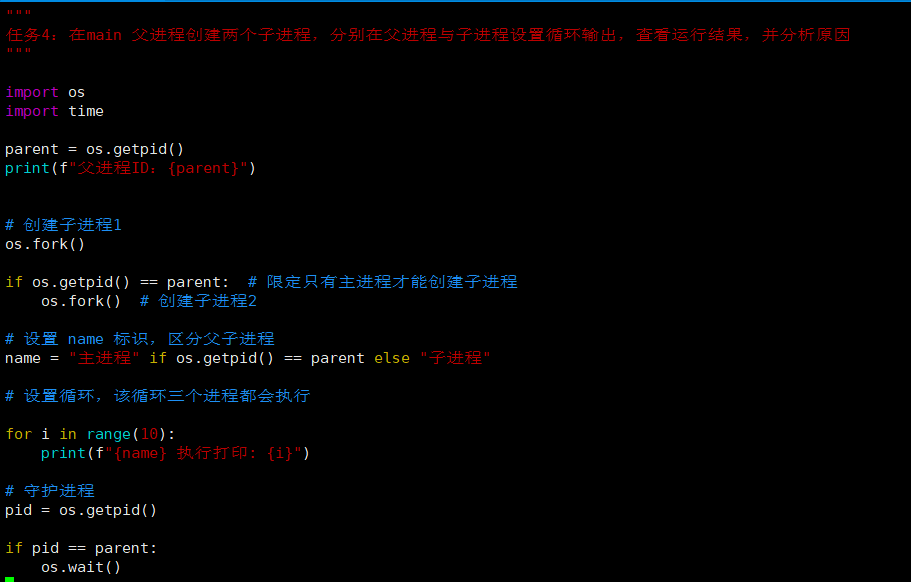 """
任务4：在main 父进程创建两个子进程，分别在父进程与子进程设置循环输出，查看运行结果，并分析原因
"""
import os
import time
parent = os.getpid()
print(f"父进程ID：{parent}")
# 创建子进程1
os.fork()
if os.getpid() == parent:  # 限定只有主进程才能创建子进程
    os.fork()  # 创建子进程2
# 设置 name 标识，区分父子进程
name = "主进程" if os.getpid() == parent else "子进程"
# 设置循环，该循环三个进程都会执行
for i in range(10):
    print(f"{name} 执行打印: {i}")
# 守护进程
pid = os.getpid()
if pid == parent:
    os.wait()